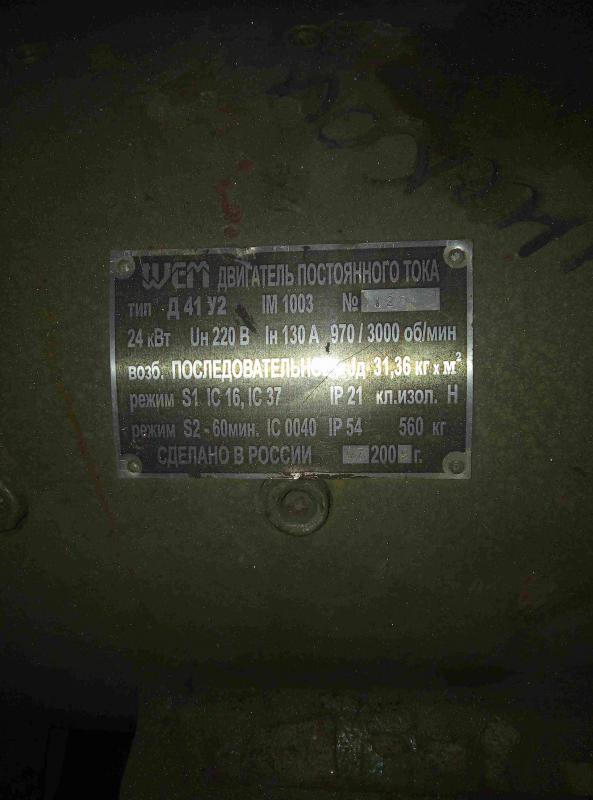 WEM ДВИГАТЕЛЬ ПОСТОЯННОГО ТОКА
ТИП Д 41 У2 IM 1003 №
24 кВт Uн 220 В Iн 130 А 970 / 3000 об/мин
возб. ПОСЛЕДОВАТЕЛЬНОЕ Jд 31,36 кг х м²
режим S1 IC 16, IC 37 IP 21 кл.изол. Н
режим S2 - 60мин. IC 0040 IP 54 560 кг
СДЕЛАНО В РОССИИ г.